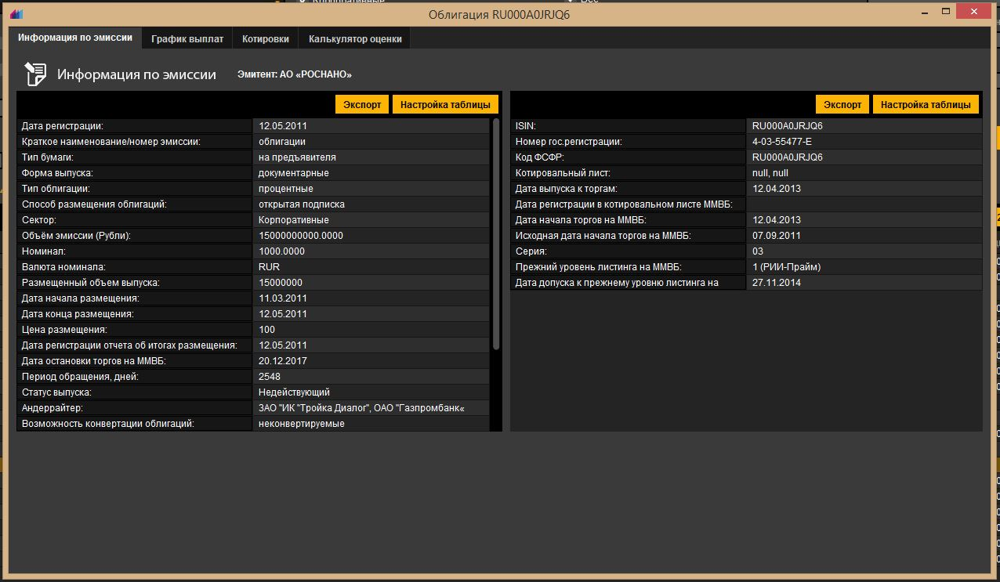 Облигация RU000A0JRJQ6
Информация по эмиссии График выплат Котировки Калькулятор оценки
Информация по эмиссии Эмитент: АО «РОСНАНО»
Экспорт Настройка таблицы
Дата регистрации: 12.05.2011
Краткое наименование/номер эмиссии: облигации
Тип бумаги: на предъявителя
Форма выпуска: документарные
Тип облигации: процентные
Способ размещения облигаций: открытая подписка
Сектор: Корпоративные
Объём эмиссии (Рубли): 15000000000.0000
Номинал: 1000.0000
Валюта номинала: RUR
Размещенный объем выпуска: 15000000
Дата начала размещения: 11.03.2011
Дата конца размещения: 12.05.2011
Цена размещения: 100
Дата регистрации отчета об итогах размещения: 12.05.2011
Дата остановки торгов на ММВБ: 20.12.2017
Период обращения, дней: 2548
Статус выпуска: Недействующий
Андеррайтер: ЗАО "ИК "Тройка Диалог", ОАО "Газпромбанк«
Возможность конвертации облигаций: неконвертируемые
Экспорт Настройка таблицы
ISIN: RU000A0JRJQ6
Номер гос.регистрации: 4-03-55477-E
Код ФСФР: RU000A0JRJQ6
Котировальный лист: null, null
Дата выпуска к торгам: 12.04.2013
Дата регистрации в котировальном листе ММВБ:
Дата начала торгов на ММВБ: 12.04.2013
Исходная дата начала торгов на ММВБ: 07.09.2011
Серия: 03
Прежний уровень листинга на ММВБ: 1 (РИИ-Прайм)
Дата допуска к прежнему уровню листинга на 27.11.2014